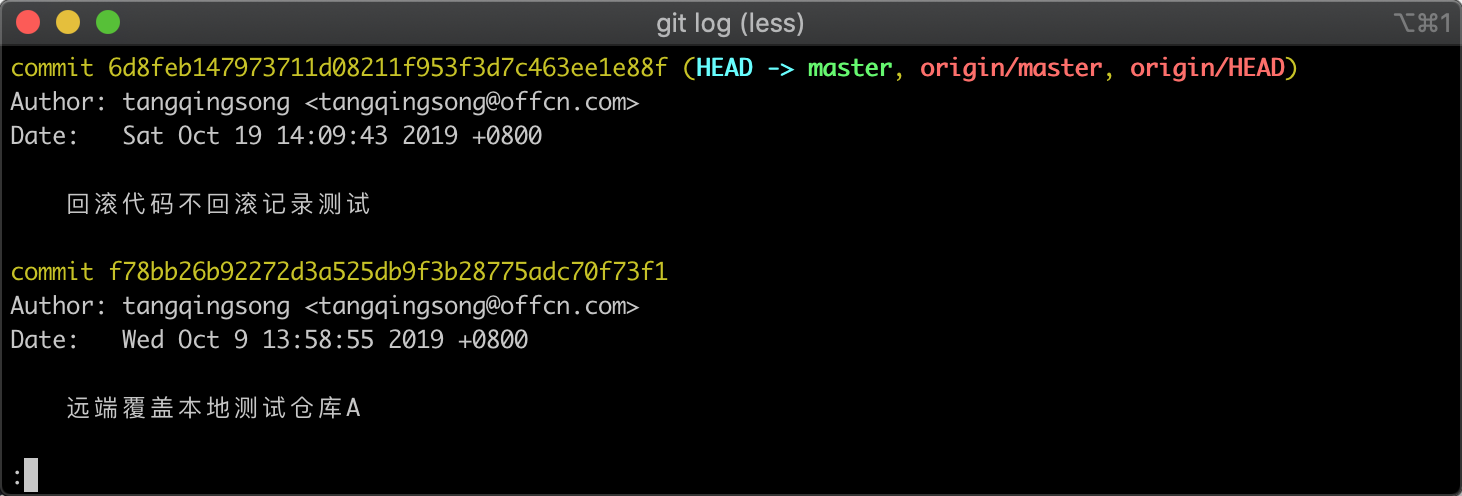 git log (less)
⌥⌘1
commit 6d8feb147973711d08211f953f3d7c463ee1e88f (HEAD -> master, origin/master, origin/HEAD)
Author: tangqingsong <tangqingsong@offcn.com>
Date:   Sat Oct 19 14:09:43 2019 +0800
回滚代码不回滚记录测试
commit f78bb26b92272d3a525db9f3b28775adc70f73f1
Author: tangqingsong <tangqingsong@offcn.com>
Date:   Wed Oct 9 13:58:55 2019 +0800
远端覆盖本地测试仓库A
: